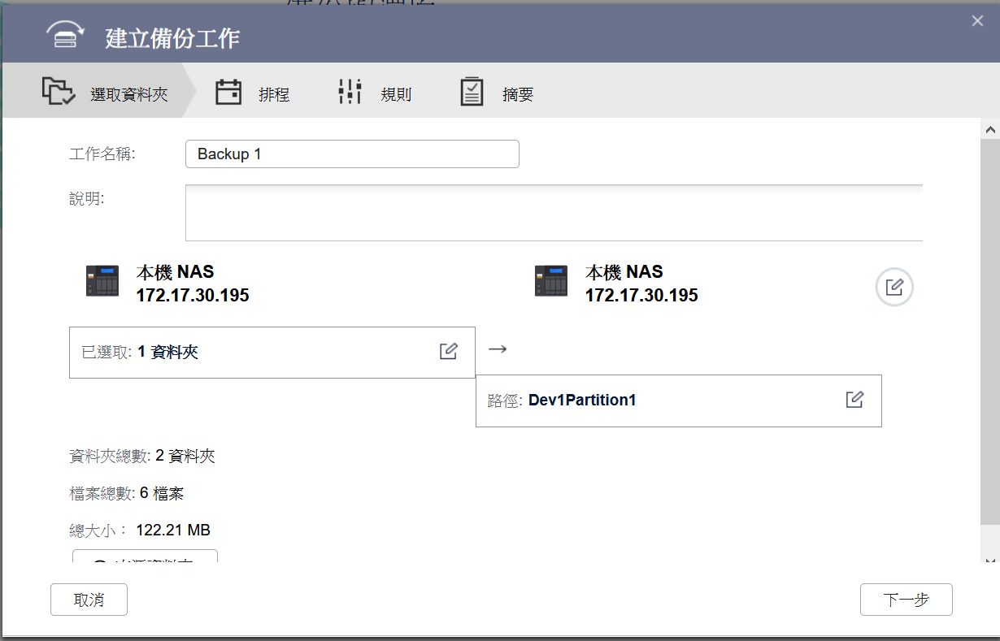 建立備份工作
選取資料夾
排程
規則
摘要
工作名稱:
Backup 1
說明:
本機 NAS
172.17.30.195
本機 NAS
172.17.30.195
已選取: 1 資料夾
→
路徑: Dev1Partition1
資料夾總數: 2 資料夾
檔案總數: 6 檔案
總大小： 122.21 MB
取消
下一步